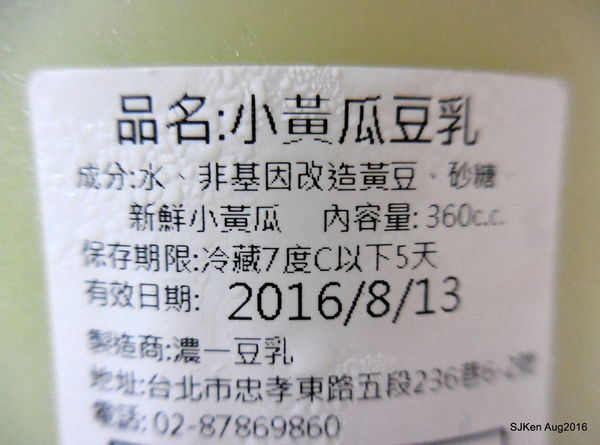 品名:小黃瓜豆乳
成分:水、非基因改造黃豆、砂糖
新鮮小黃瓜 內容量: 360c.c.
保存期限:冷藏7度C以下5天
有效日期: 2016/8/13
製造商:濃一豆乳
地址:台北市忠孝東路五段236巷6-2號
電話: 02-87869860
SJKen Aug2016